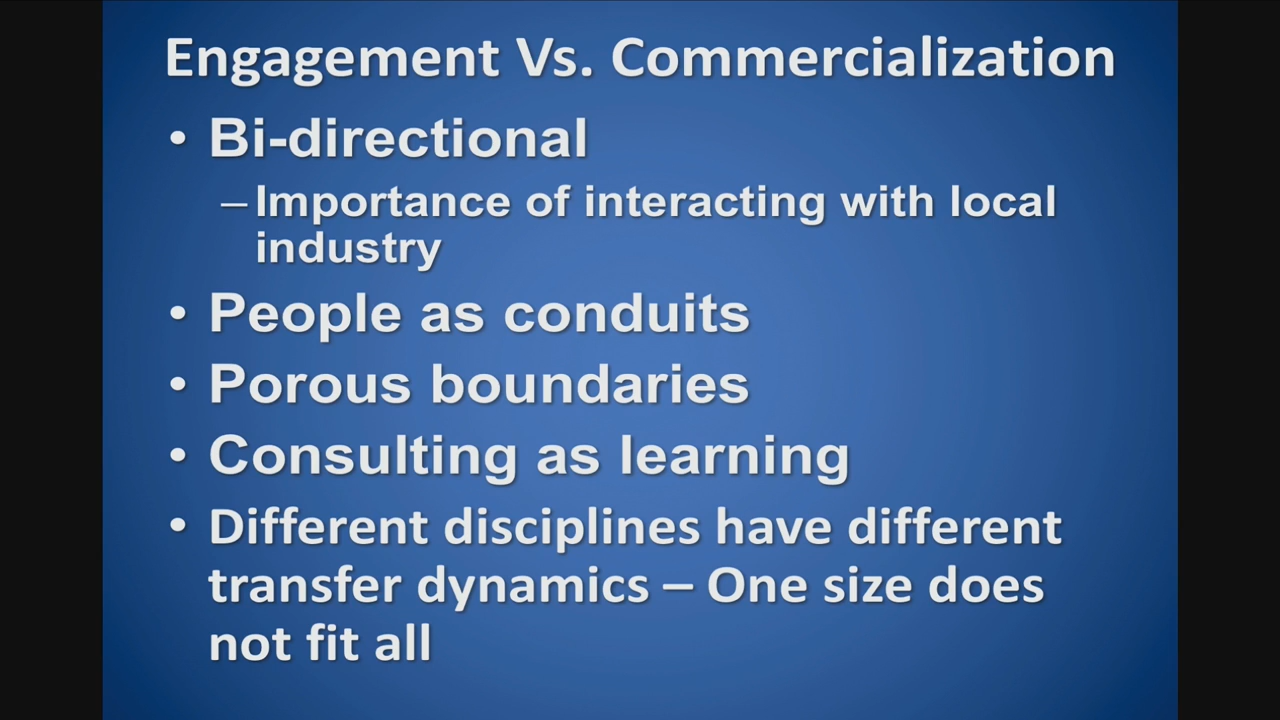 Engagement Vs. Commercialization
• Bi-directional
– Importance of interacting with local
industry
• People as conduits
• Porous boundaries
• Consulting as learning
• Different disciplines have different
transfer dynamics – One size does
not fit all